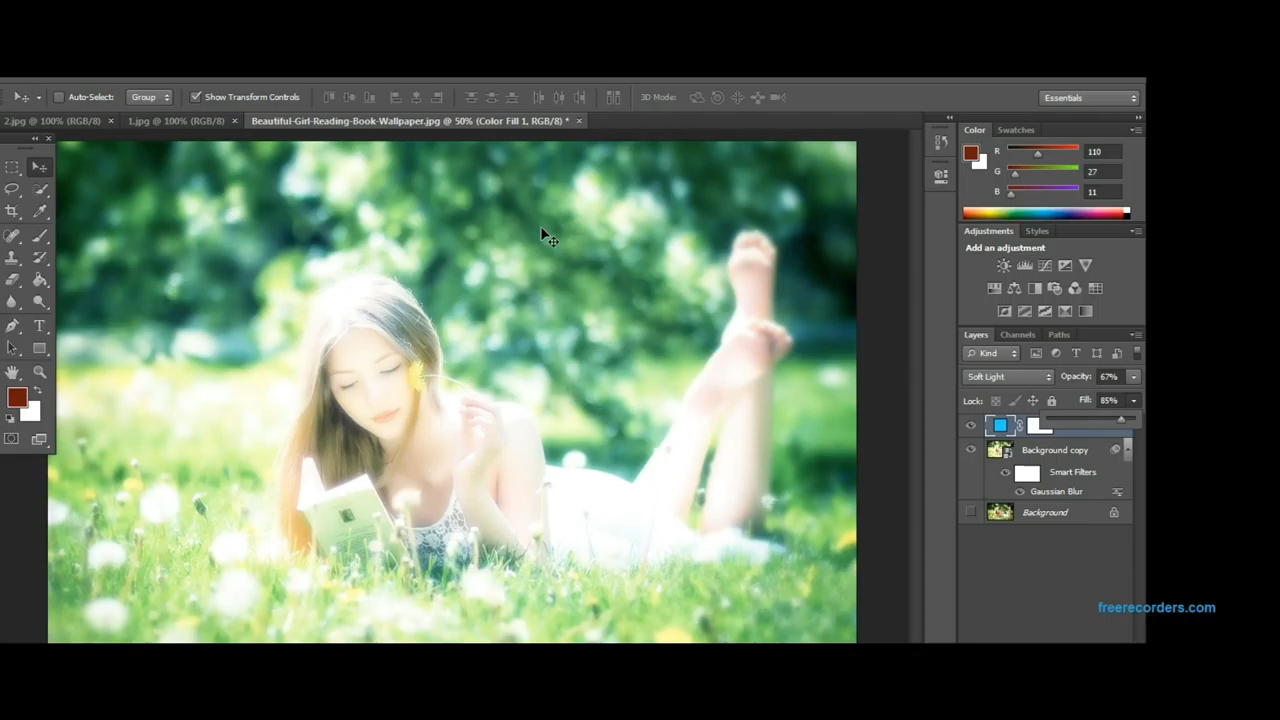 Auto-Select: Group Show Transform Controls 3D Mode: Essentials
2.jpg @ 100% (RGB/8) × 1.jpg @ 100% (RGB/8) × Beautiful-Girl-Reading-Book-Wallpaper.jpg @ 50% (Color Fill 1, RGB/8) * ×
Color Swatches
R 110
G 27
B 11
Adjustments Styles
Add an adjustment
Layers Channels Paths
Kind
Soft Light Opacity: 67%
Lock: Fill: 85%
Background copy
Smart Filters
Gaussian Blur
Background
freerecorders.com